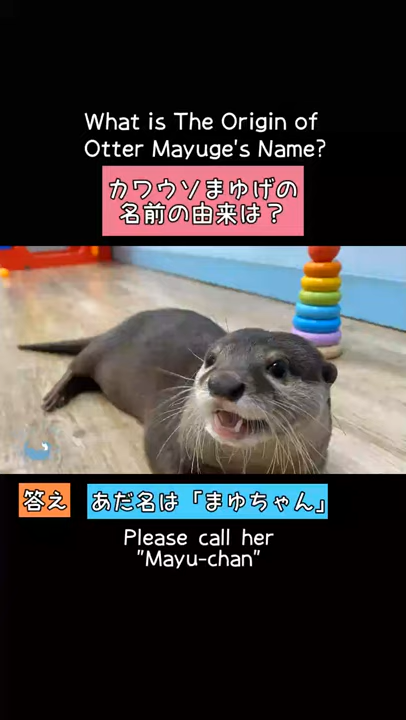 What is The Origin of
Otter Mayuge's Name?
カワウソまゆげの
名前の由来は？
答え
あだ名は「まゆちゃん」
Please call her
"Mayu-chan"